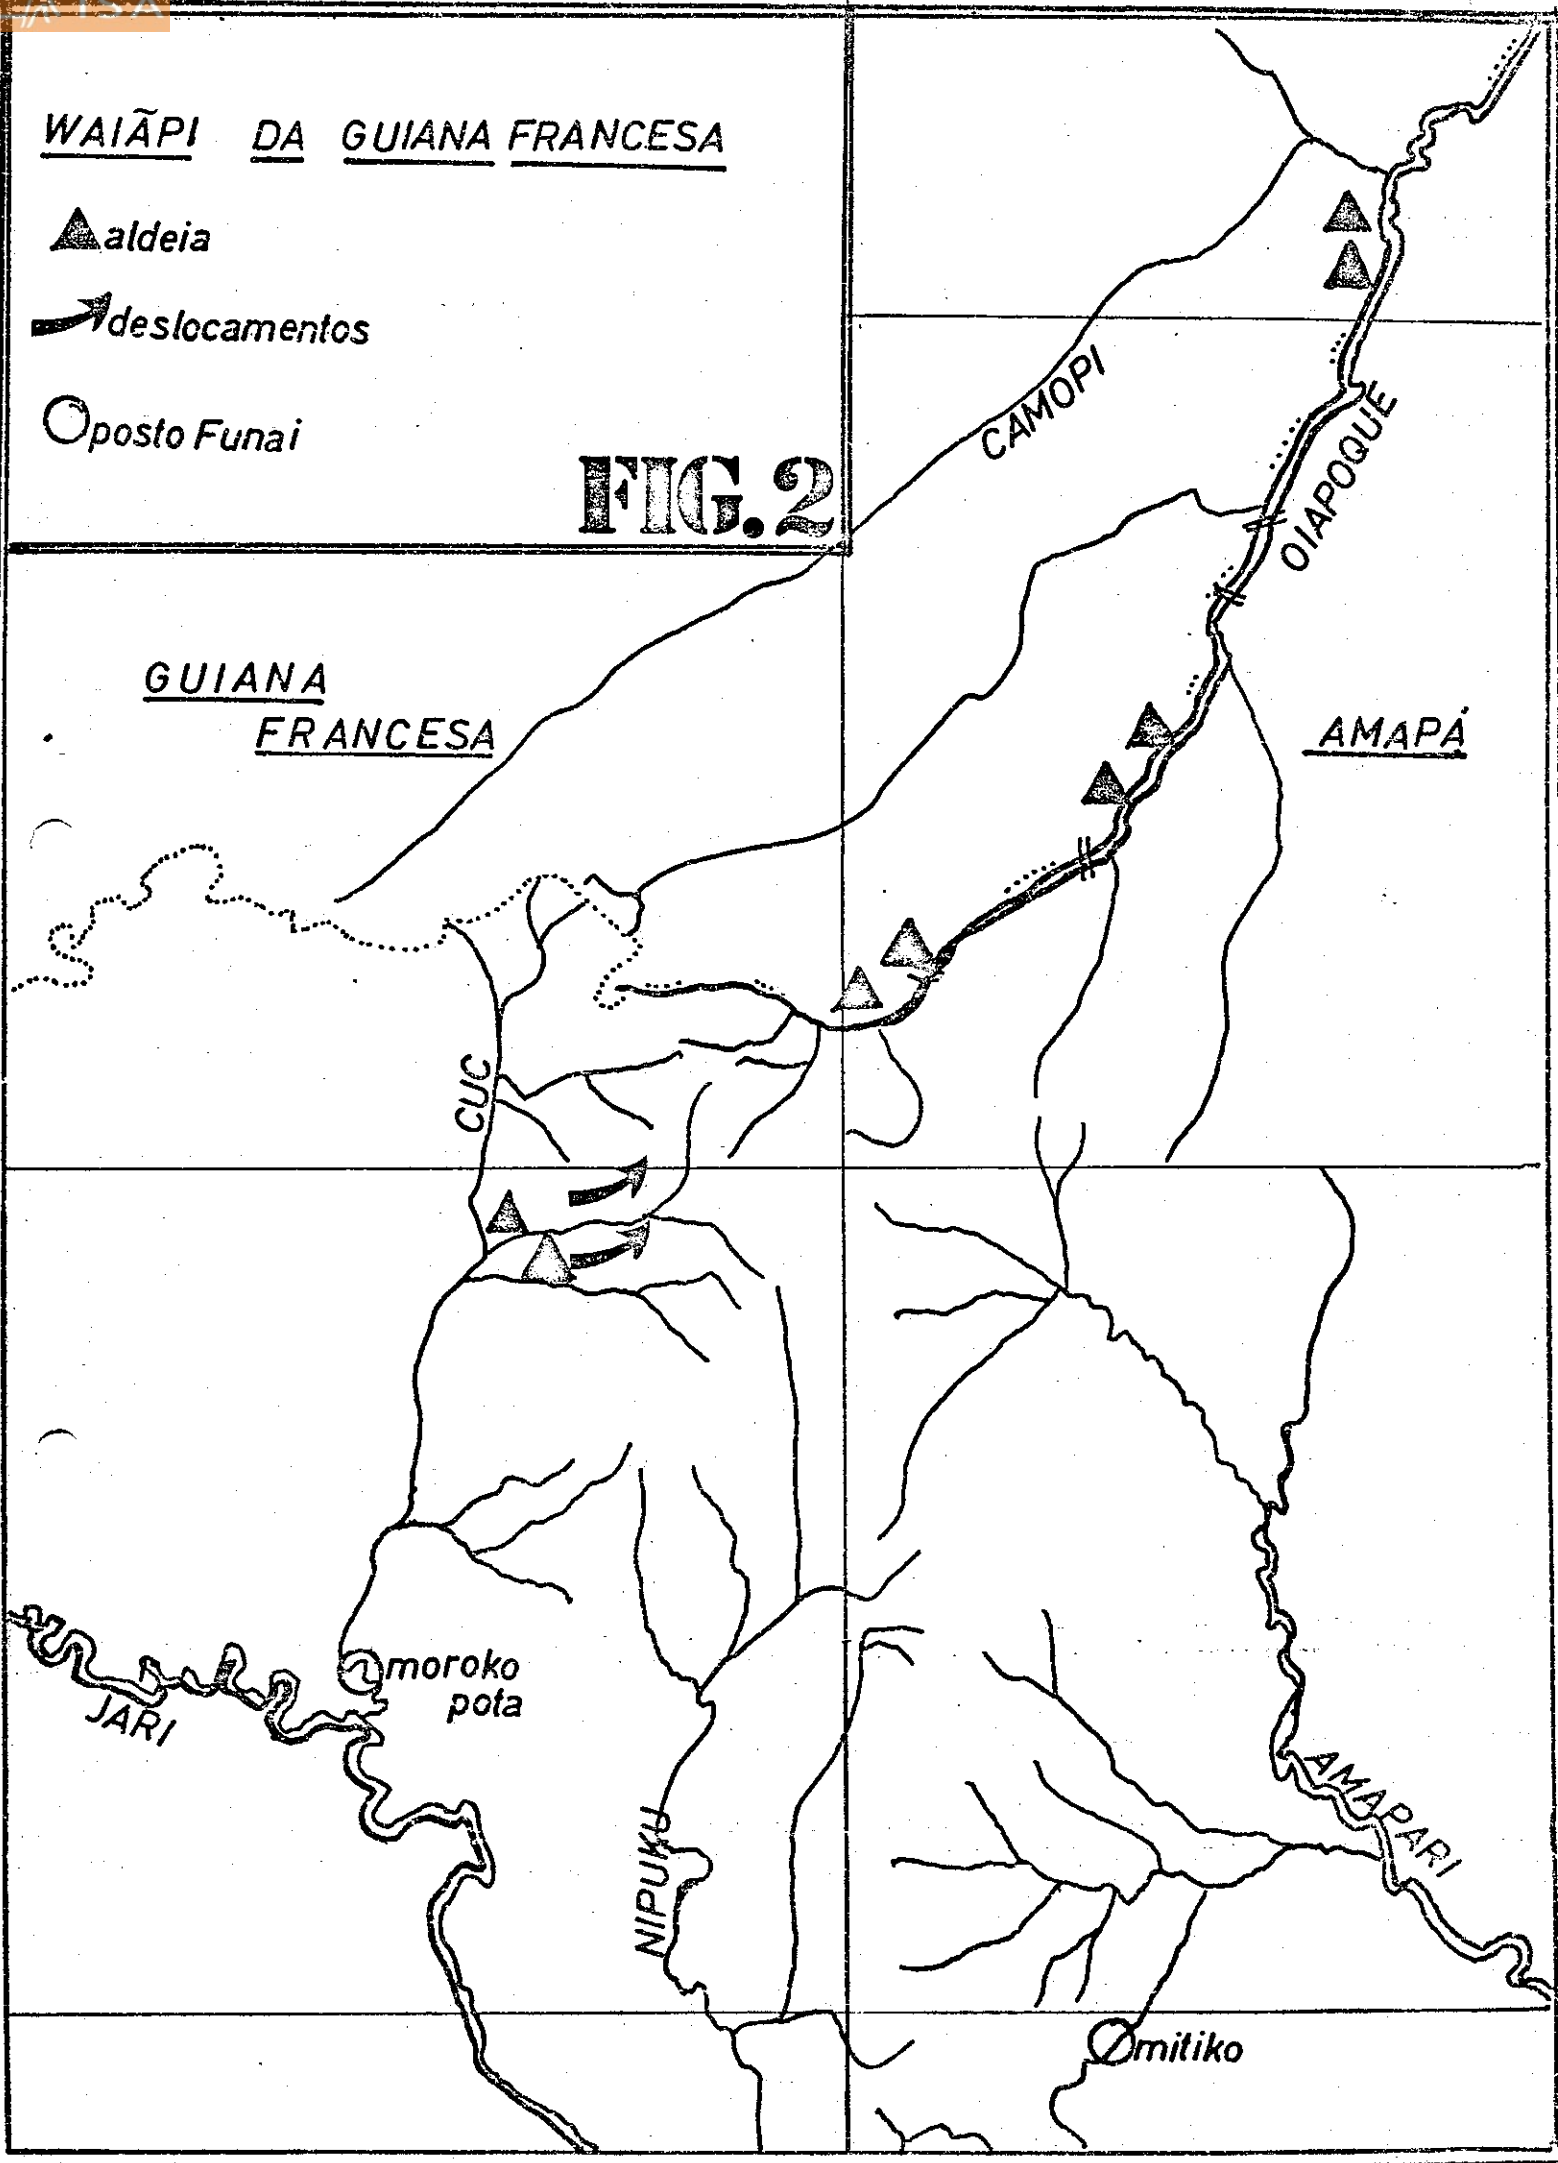 ISA
WAIÃPI DA GUIANA FRANCESA
aldeia
deslocamentos
posto Funai
FIG.2
CAMOPI
OIAPOQUE
GUIANA
FRANCESA
AMAPÁ
CUC
moroko
pota
JARI
NIPUKU
AMAPARI
mitiko